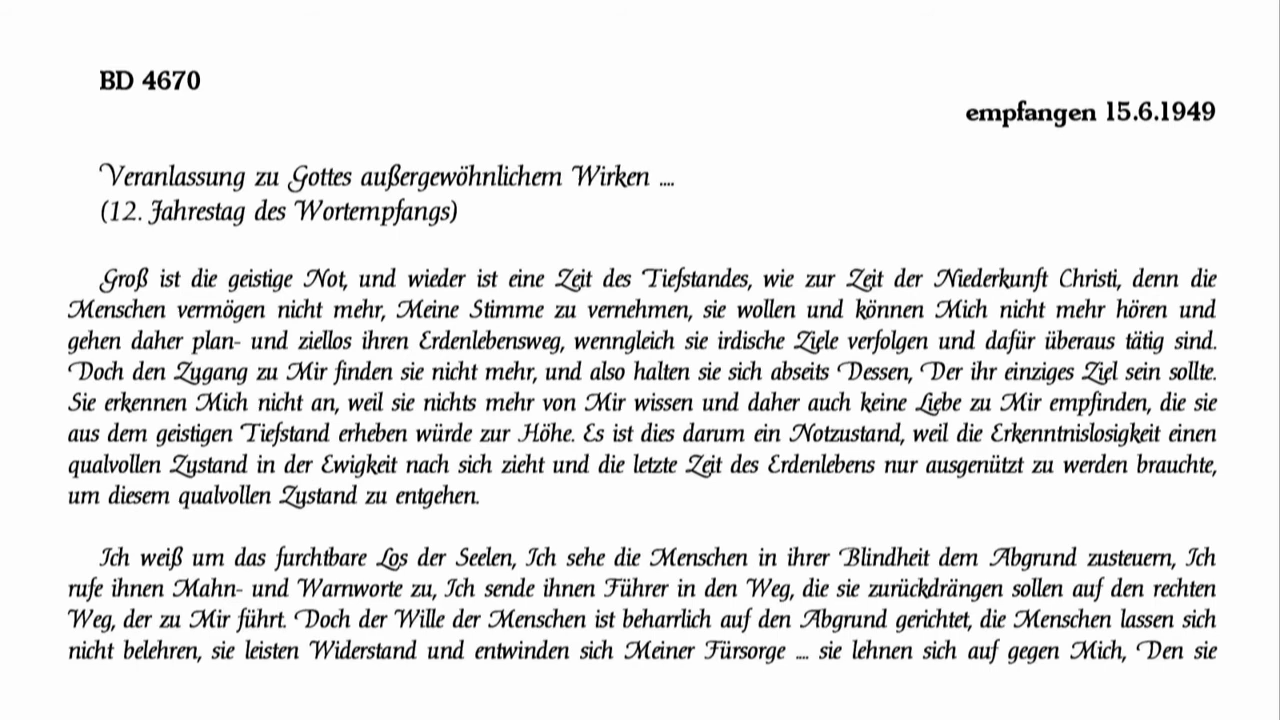 BD 4670
empfangen 15.6.1949
Veranlassung zu Gottes außergewöhnlichem Wirken ....
(12. Jahrestag des Wortempfangs)
Groß ist die geistige Not, und wieder ist eine Zeit des Tiefstandes, wie zur Zeit der Niederkunft Christi, denn die
Menschen vermögen nicht mehr, Meine Stimme zu vernehmen, sie wollen und können Mich nicht mehr hören und
gehen daher plan- und ziellos ihren Erdenlebensweg, wenngleich sie irdische Ziele verfolgen und dafür überaus tätig sind.
Doch den Zugang zu Mir finden sie nicht mehr, und also halten sie sich abseits Dessen, Der ihr einziges Ziel sein sollte.
Sie erkennen Mich nicht an, weil sie nichts mehr von Mir wissen und daher auch keine Liebe zu Mir empfinden, die sie
aus dem geistigen Tiefstand erheben würde zur Höhe. Es ist dies darum ein Notzustand, weil die Erkenntnislosigkeit einen
qualvollen Zustand in der Ewigkeit nach sich zieht und die letzte Zeit des Erdenlebens nur ausgenützt zu werden brauchte,
um diesem qualvollen Zustand zu entgehen.
Ich weiß um das furchtbare Los der Seelen, Ich sehe die Menschen in ihrer Blindheit dem Abgrund zusteuern, Ich
rufe ihnen Mahn- und Warnworte zu, Ich sende ihnen Führer in den Weg, die sie zurückdrängen sollen auf den rechten
Weg, der zu Mir führt. Doch der Wille der Menschen ist beharrlich auf den Abgrund gerichtet, die Menschen lassen sich
nicht belehren, sie leisten Widerstand und entwinden sich Meiner Fürsorge .... sie lehnen sich auf gegen Mich, Den sie